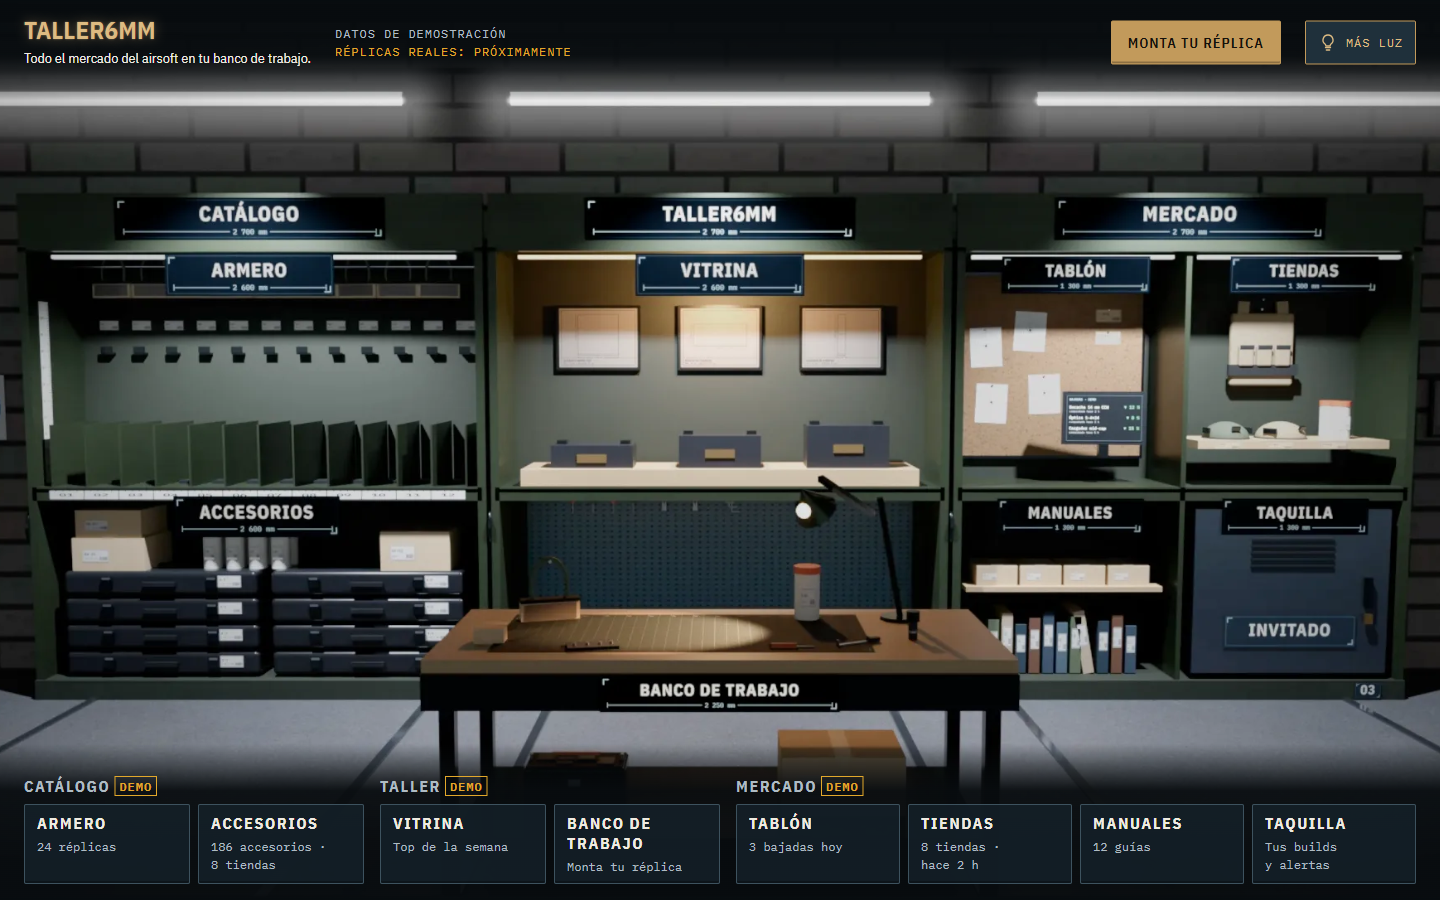 TALLER6MM
Todo el mercado del airsoft en tu banco de trabajo.
DATOS DE DEMOSTRACIÓN
RÉPLICAS REALES: PRÓXIMAMENTE
MONTA TU RÉPLICA
MÁS LUZ
CATÁLOGO
2 700 mm
TALLER6MM
2 700 mm
MERCADO
2 700 mm
ARMERO
2 600 mm
VITRINA
2 600 mm
TABLÓN
1 300 mm
TIENDAS
1 300 mm
ACCESORIOS
2 600 mm
MANUALES
1 300 mm
TAQUILLA
1 300 mm
INVITADO
BANCO DE TRABAJO
2 250 mm
03
CATÁLOGO DEMO
TALLER DEMO
MERCADO DEMO
ARMERO
24 réplicas
ACCESORIOS
186 accesorios ·
8 tiendas
VITRINA
Top de la semana
BANCO DE
TRABAJO
Monta tu réplica
TABLÓN
3 bajadas hoy
TIENDAS
8 tiendas ·
hace 2 h
MANUALES
12 guías
TAQUILLA
Tus builds
y alertas